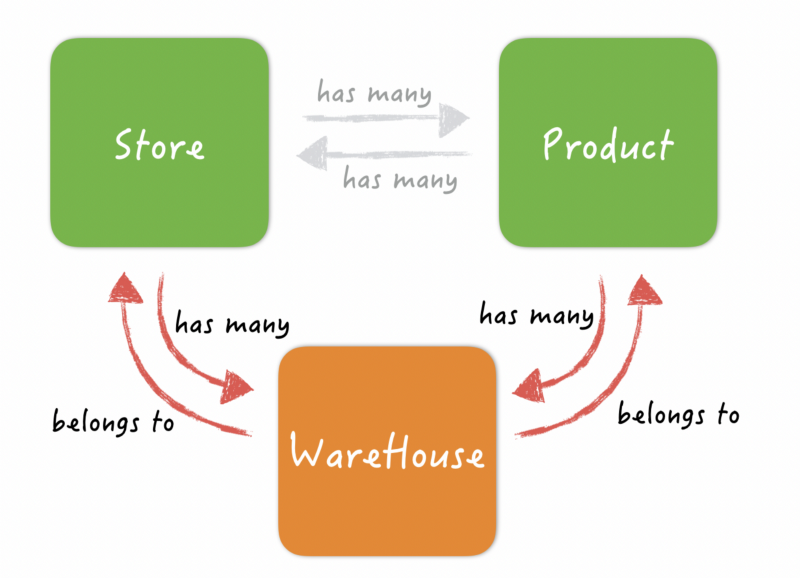 has many
Store
Product
has many
has many
has many
belongs to
belongs to
WareHouse